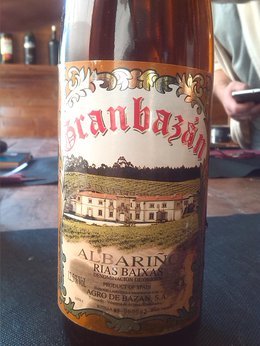 Granbazán
ALBARIÑO
RIAS BAIXAS
PRODUCT OF SPAIN
AGRO DE BAZAN, S.A.